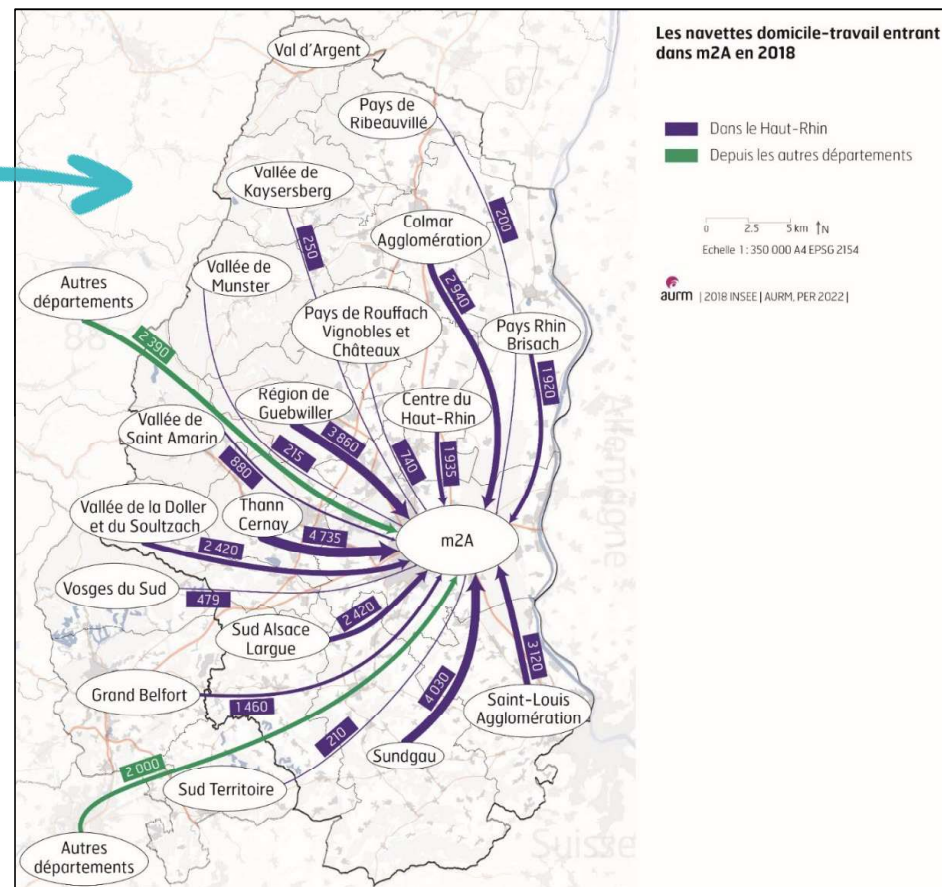 Les navettes domicile-travail entrant
dans m2A en 2018
Dans le Haut-Rhin
Depuis les autres départements
0 2.5 5 km N
Echelle 1 : 350 000 A4 EPSG 2154
aurm | 2018 INSEE | AURM, PER 2022 |
Val d'Argent
Pays de
Ribeauvillé
200
Vallée de
Kaysersberg
250
Colmar
Agglomération
2 940
Vallée de
Munster
215
Autres
départements
2 390
Pays de Rouffach
Vignobles et
Châteaux
740
Pays Rhin
Brisach
1 920
Région de
Guebwiller
3 860
Centre du
Haut-Rhin
1 935
Vallée de
Saint Amarin
880
Thann
Cernay
4 735
Vallée de la Doller
et du Soultzach
2 420
m2A
Vosges du Sud
479
Sud Alsace
Largue
2 420
Grand Belfort
1 460
Saint-Louis
Agglomération
3 120
Sundgau
4 030
Sud Territoire
210
Autres
départements
2 000
Allemagne
Suisse
88